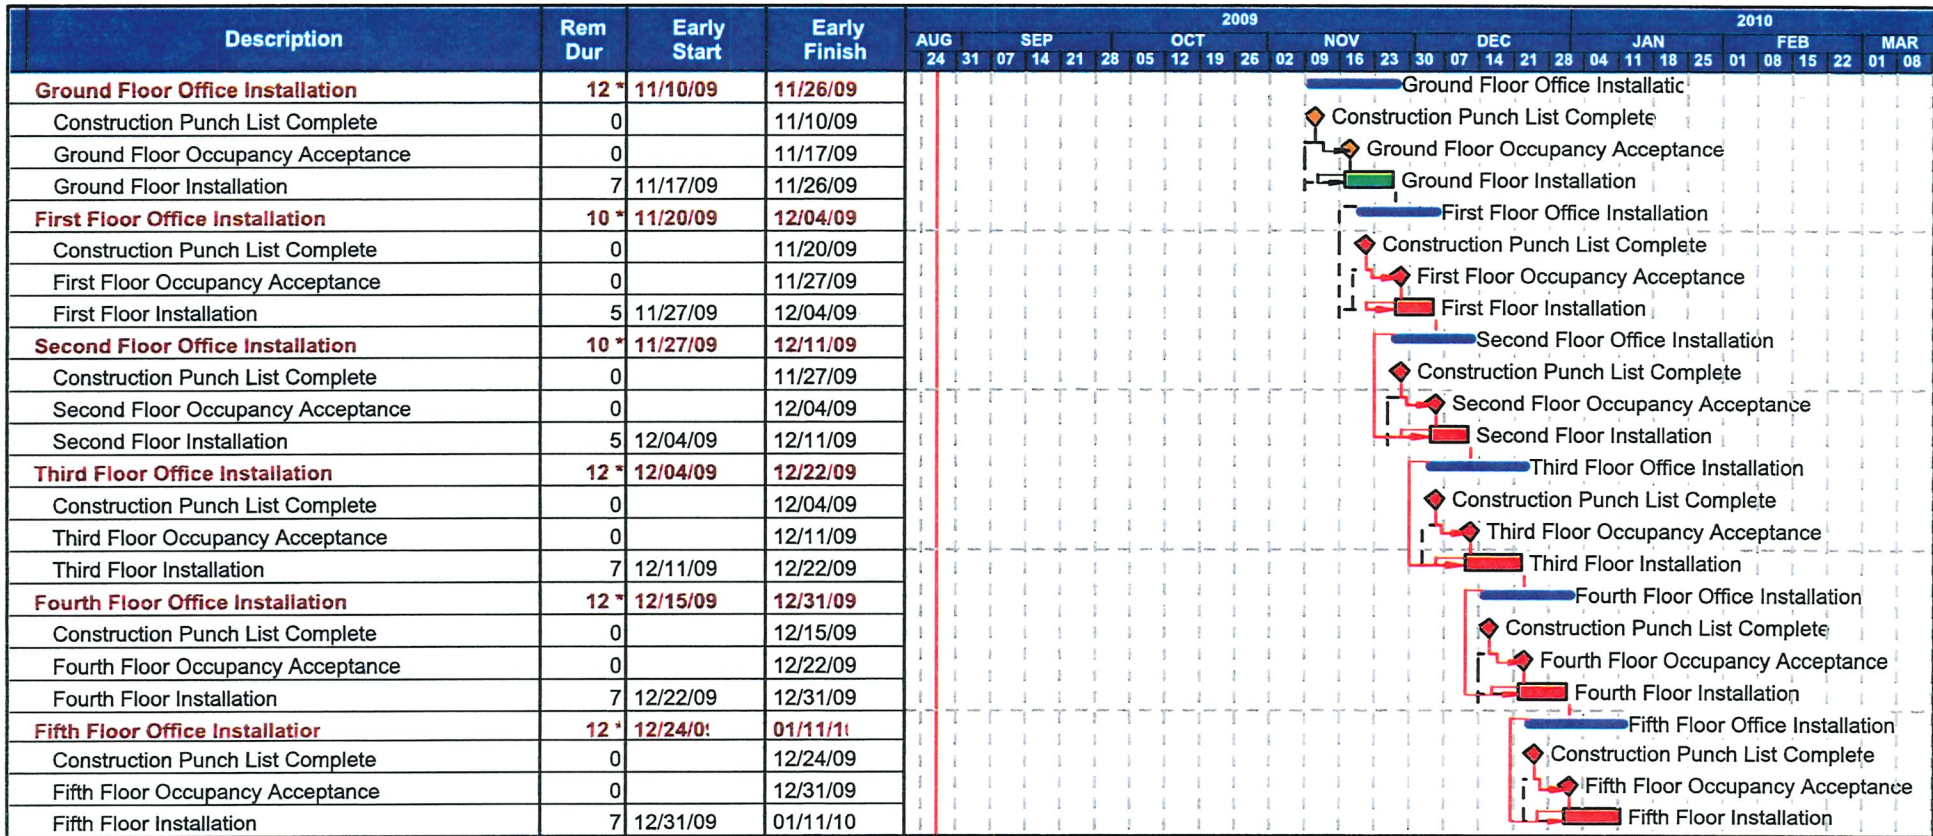 Description Rem Dur Early Start Early Finish
2009 2010
AUG SEP OCT NOV DEC JAN FEB MAR
24 31 07 14 21 28 05 12 19 26 02 09 16 23 30 07 14 21 28 04 11 18 25 01 08 15 22 01 08
Ground Floor Office Installation 12 * 11/10/09 11/26/09 Ground Floor Office Installatic
Construction Punch List Complete 0 11/10/09 Construction Punch List Complete
Ground Floor Occupancy Acceptance 0 11/17/09 Ground Floor Occupancy Acceptance
Ground Floor Installation 7 11/17/09 11/26/09 Ground Floor Installation
First Floor Office Installation 10 * 11/20/09 12/04/09 First Floor Office Installation
Construction Punch List Complete 0 11/20/09 Construction Punch List Complete
First Floor Occupancy Acceptance 0 11/27/09 First Floor Occupancy Acceptance
First Floor Installation 5 11/27/09 12/04/09 First Floor Installation
Second Floor Office Installation 10 * 11/27/09 12/11/09 Second Floor Office Installation
Construction Punch List Complete 0 11/27/09 Construction Punch List Complete
Second Floor Occupancy Acceptance 0 12/04/09 Second Floor Occupancy Acceptance
Second Floor Installation 5 12/04/09 12/11/09 Second Floor Installation
Third Floor Office Installation 12 * 12/04/09 12/22/09 Third Floor Office Installation
Construction Punch List Complete 0 12/04/09 Construction Punch List Complete
Third Floor Occupancy Acceptance 0 12/11/09 Third Floor Occupancy Acceptance
Third Floor Installation 7 12/11/09 12/22/09 Third Floor Installation
Fourth Floor Office Installation 12 * 12/15/09 12/31/09 Fourth Floor Office Installation
Construction Punch List Complete 0 12/15/09 Construction Punch List Complete
Fourth Floor Occupancy Acceptance 0 12/22/09 Fourth Floor Occupancy Acceptance
Fourth Floor Installation 7 12/22/09 12/31/09 Fourth Floor Installation
Fifth Floor Office Installatior 12 * 12/24/0 01/11/1 Fifth Floor Office Installation
Construction Punch List Complete 0 12/24/09 Construction Punch List Complete
Fifth Floor Occupancy Acceptance 0 12/31/09 Fifth Floor Occupancy Acceptance
Fifth Floor Installation 7 12/31/09 01/11/10 Fifth Floor Installation